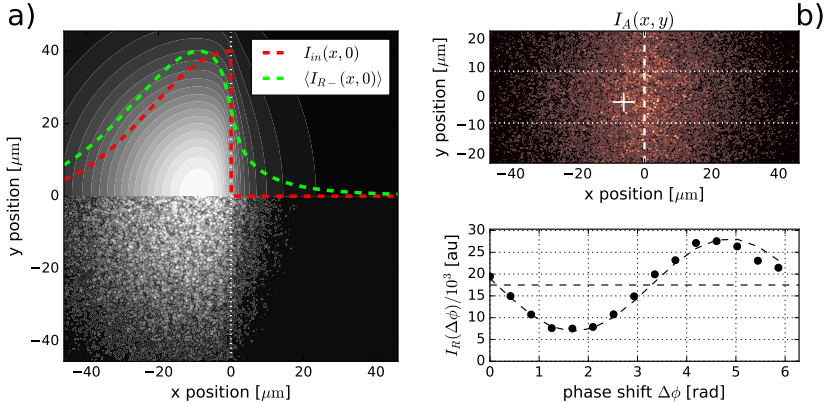 a)
y position [μm]
40
20
0
−20
−40
I_in(x,0)
⟨I_R−(x,0)⟩
−40 −20 0 20 40
x position [μm]
b)
I_A(x,y)
y position [μm]
20
10
0
−10
−20
−40 −20 0 20 40
x position [μm]
I_R(Δϕ)/10^3 [au]
30
25
20
15
10
5
0
0 1 2 3 4 5 6
phase shift Δϕ [rad]